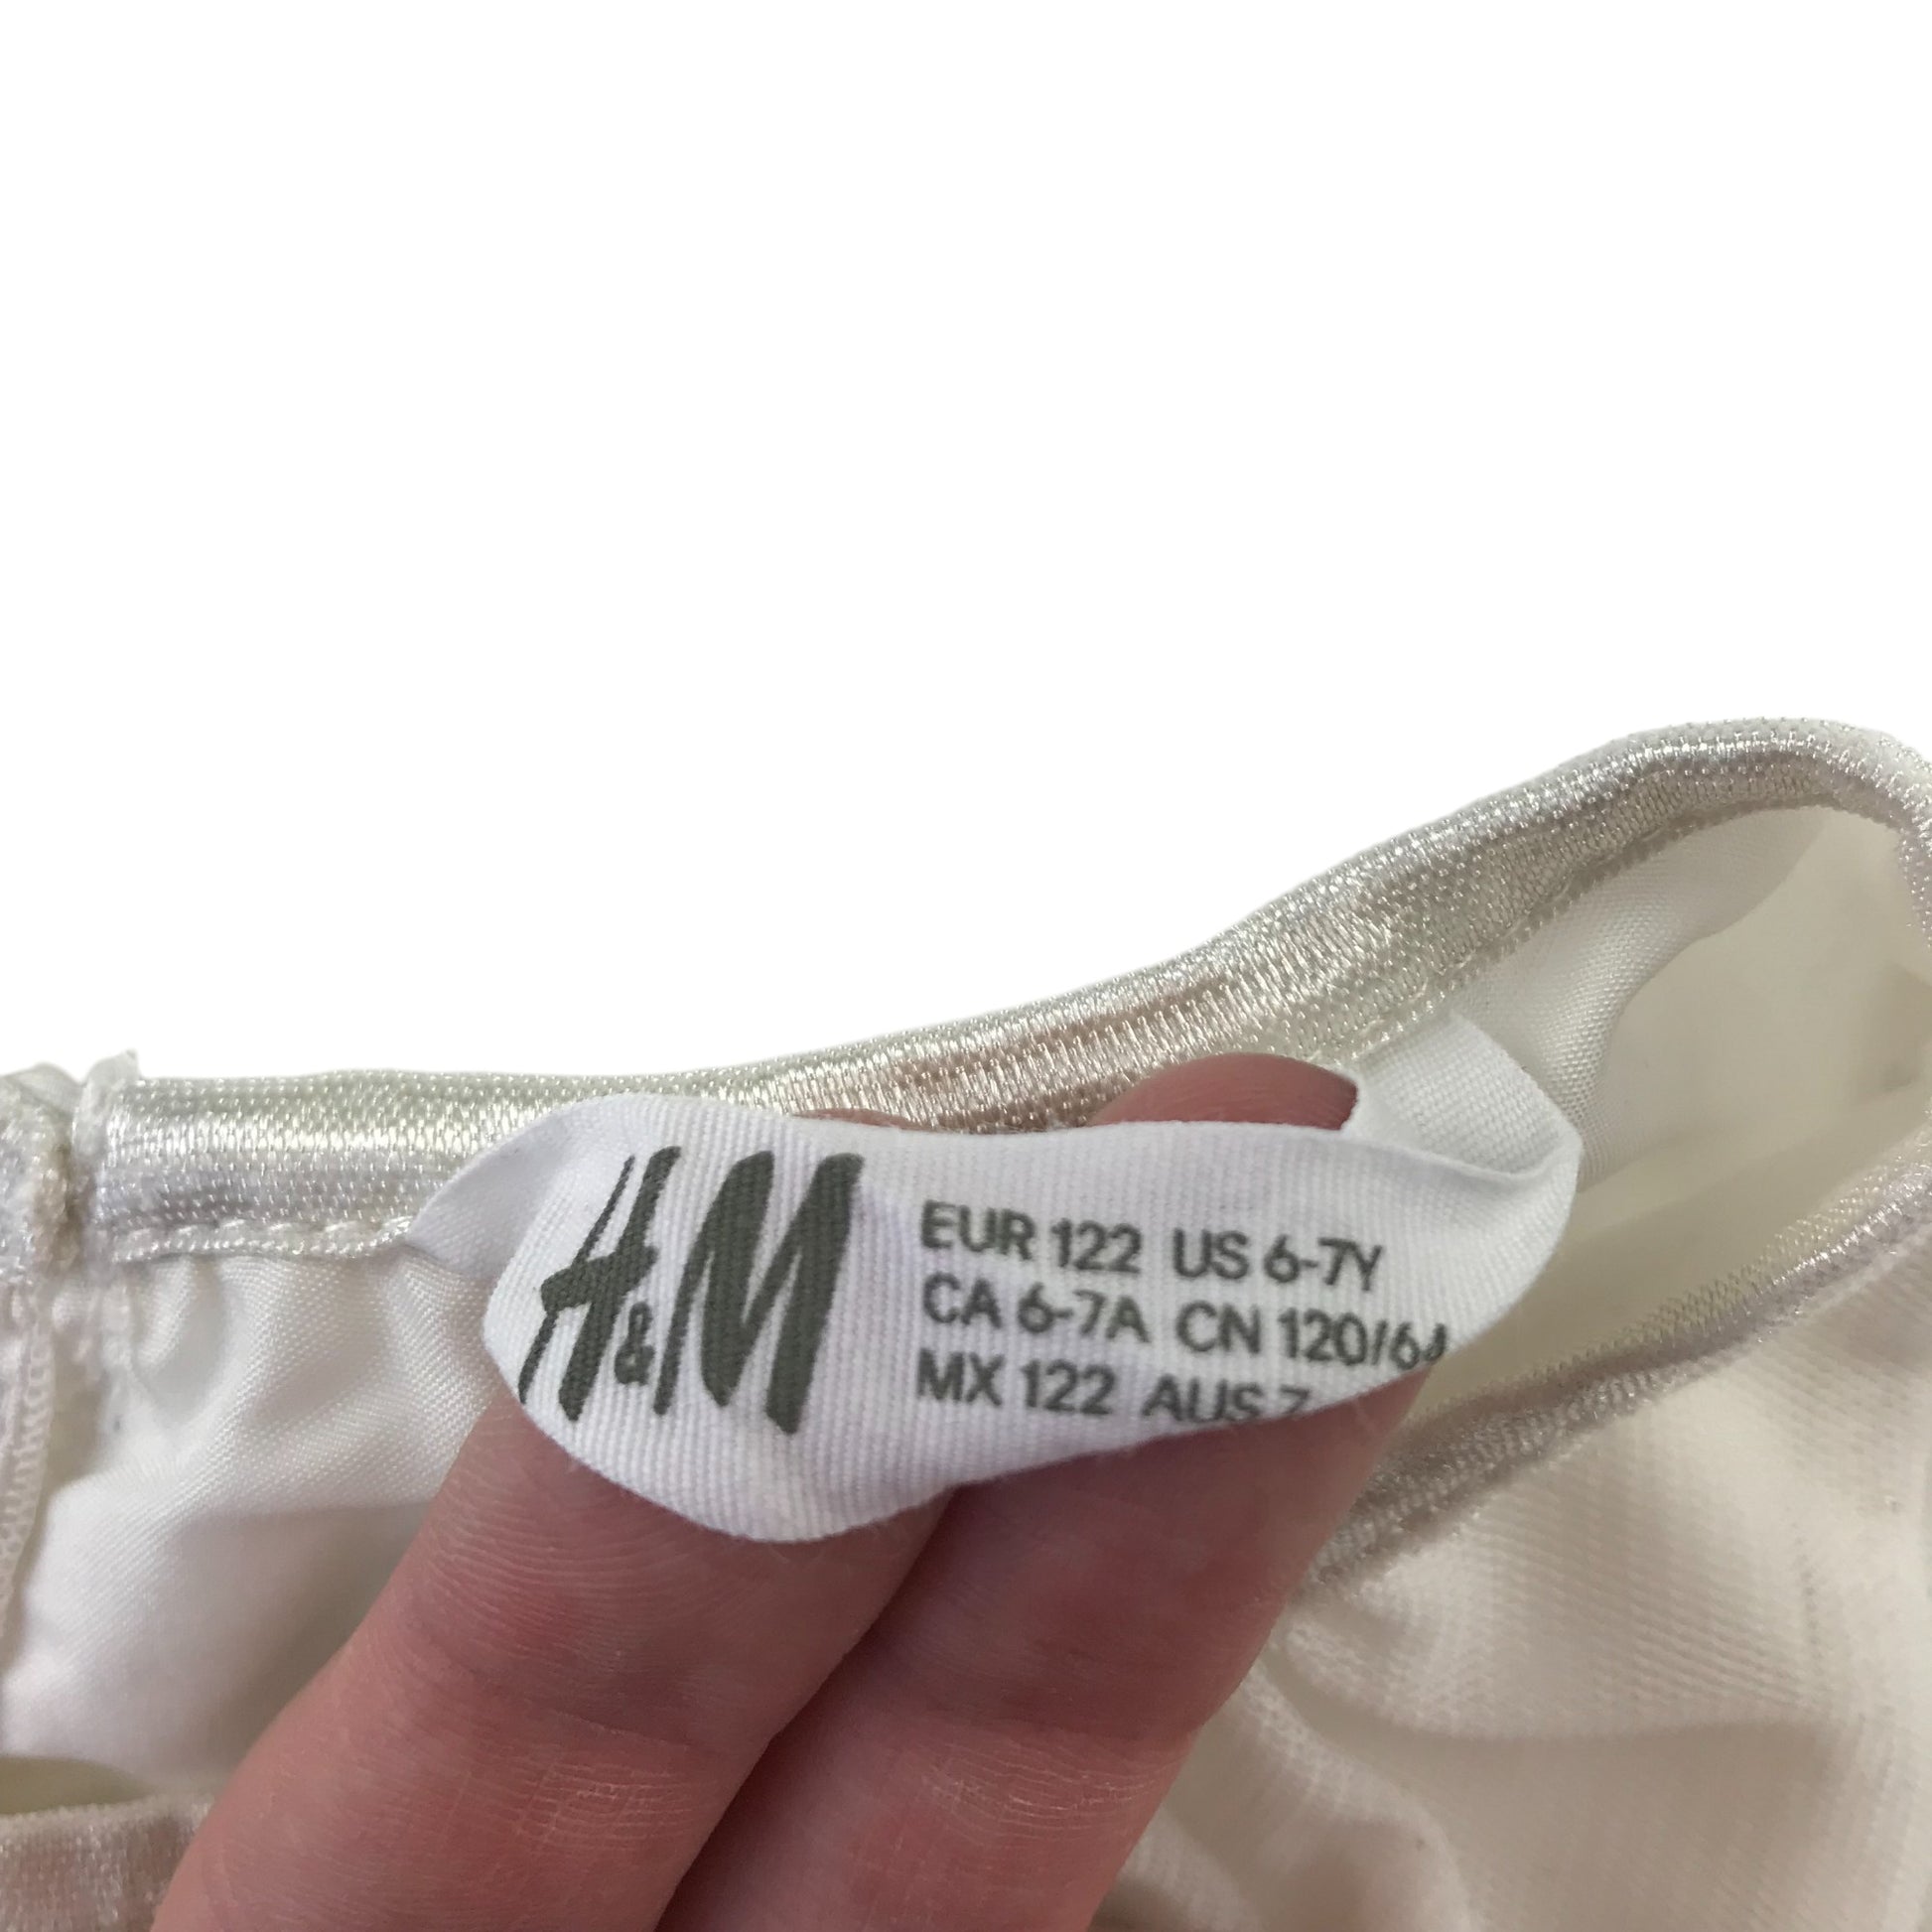 H&M
EUR 122 US 6-7Y
CA 6-7A CN 120/64
MX 122 AUS 7